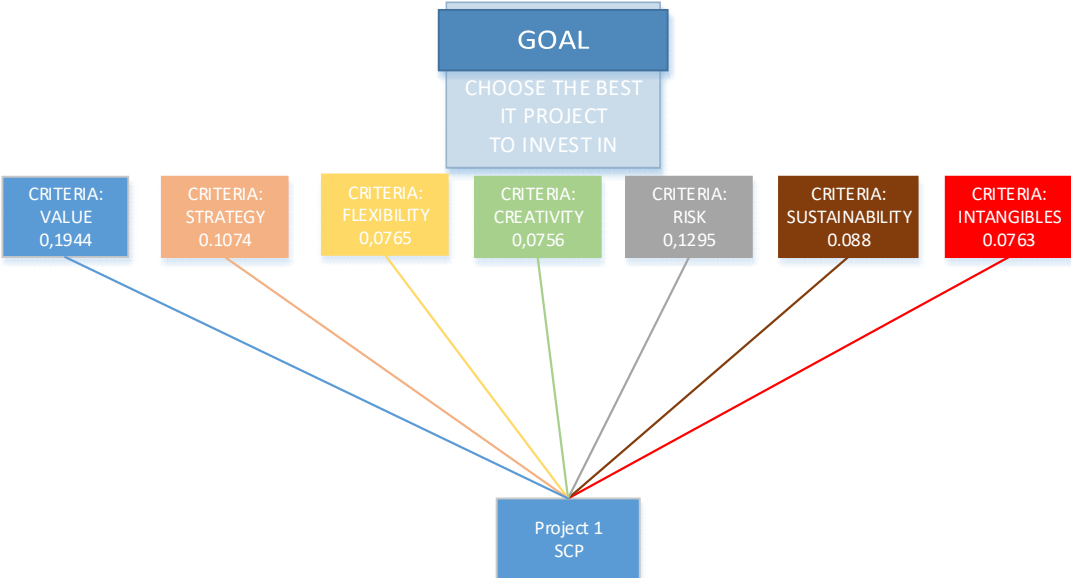 GOAL
CHOOSE THE BEST
IT PROJECT
TO INVEST IN
CRITERIA:
VALUE
0,1944
CRITERIA:
STRATEGY
0.1074
CRITERIA:
FLEXIBILITY
0,0765
CRITERIA:
CREATIVITY
0,0756
CRITERIA:
RISK
0,1295
CRITERIA:
SUSTAINABILITY
0.088
CRITERIA:
INTANGIBLES
0.0763
Project 1
SCP